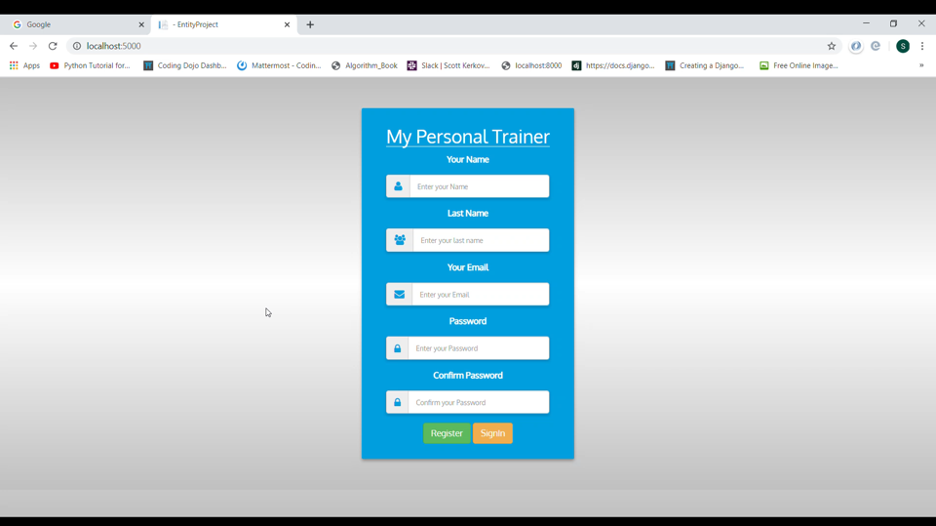 Google
- EntityProject
localhost:5000
S
Apps
Python Tutorial for...
Coding Dojo Dashb...
Mattermost - Codin...
Algorithm_Book
Slack | Scott Kerkov...
localhost:8000
https://docs.django...
Creating a Django...
Free Online Image...
»
My Personal Trainer
Your Name
Enter your Name
Last Name
Enter your last name
Your Email
Enter your Email
Password
Enter your Password
Confirm Password
Confirm your Password
Register
SignIn